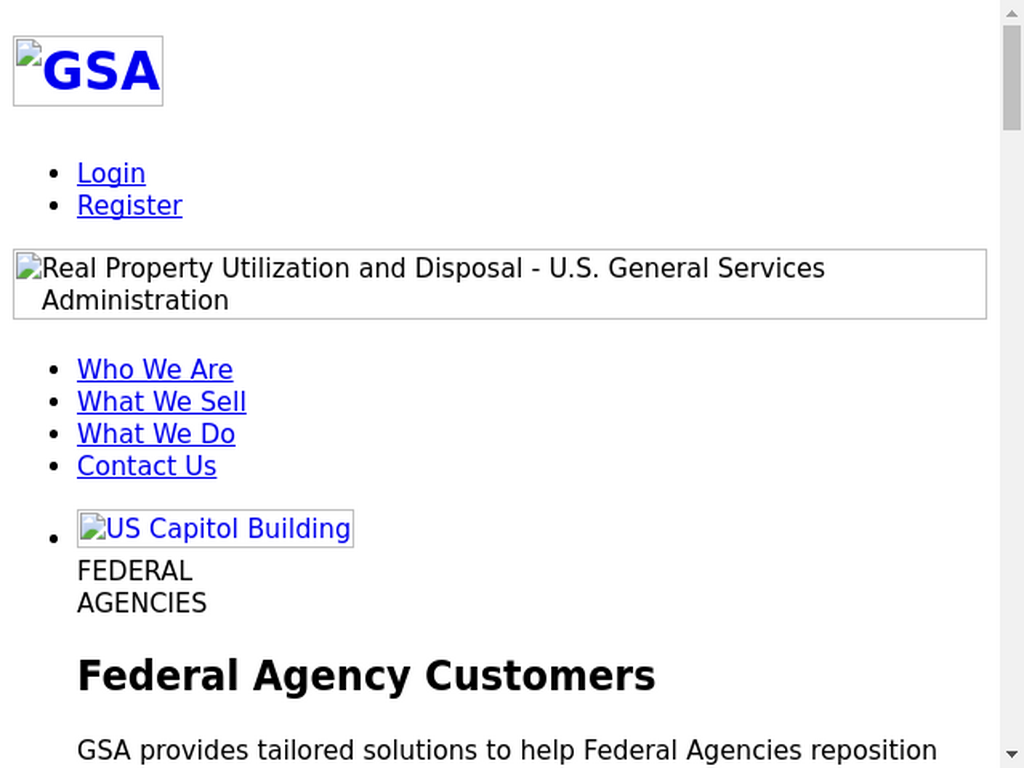 GSA
Login
Register
Real Property Utilization and Disposal - U.S. General Services
Administration
Who We Are
What We Sell
What We Do
Contact Us
US Capitol Building
FEDERAL
AGENCIES
Federal Agency Customers
GSA provides tailored solutions to help Federal Agencies reposition